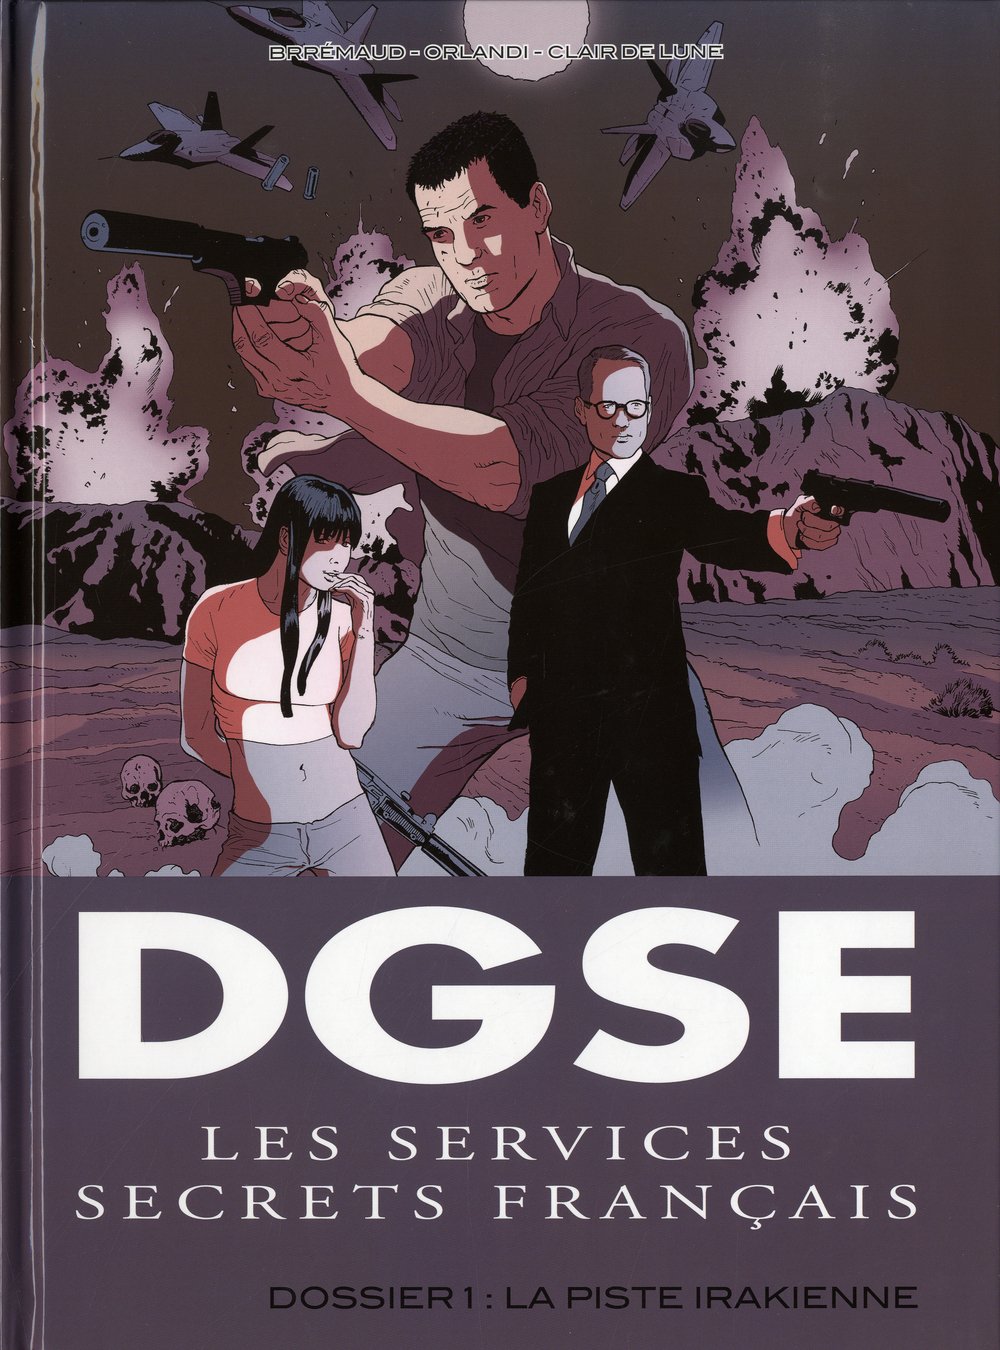 BRRÉMAUD - ORLANDI - CLAIR DE LUNE
DGSE
LES SERVICES
SECRETS FRANÇAIS
DOSSIER 1 : LA PISTE IRAKIENNE